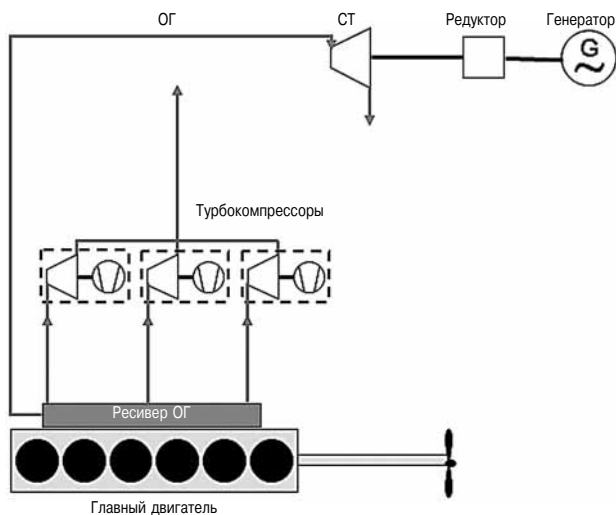 ОГ
СТ
Редуктор
Генератор
G
Турбокомпрессоры
Ресивер ОГ
Главный двигатель